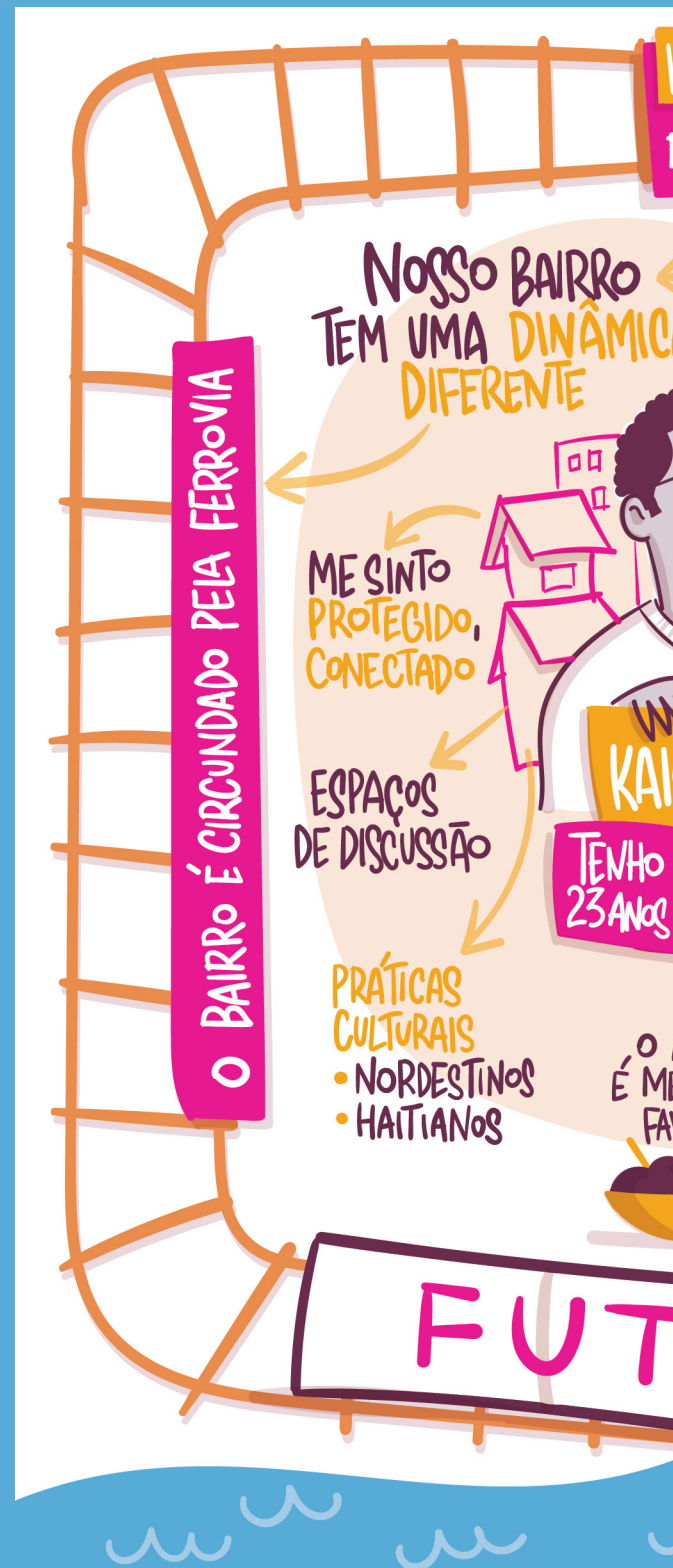 NOSSO BAIRRO
TEM UMA DINÂMICA
DIFERENTE
O BAIRRO É CIRCUNDADO PELA FERROVIA
ME SINTO
PROTEGIDO,
CONECTADO
ESPAÇOS
DE DISCUSSÃO
TENHO
23 ANOS
PRÁTICAS
CULTURAIS
• NORDESTINOS
• HAITIANOS
O
É